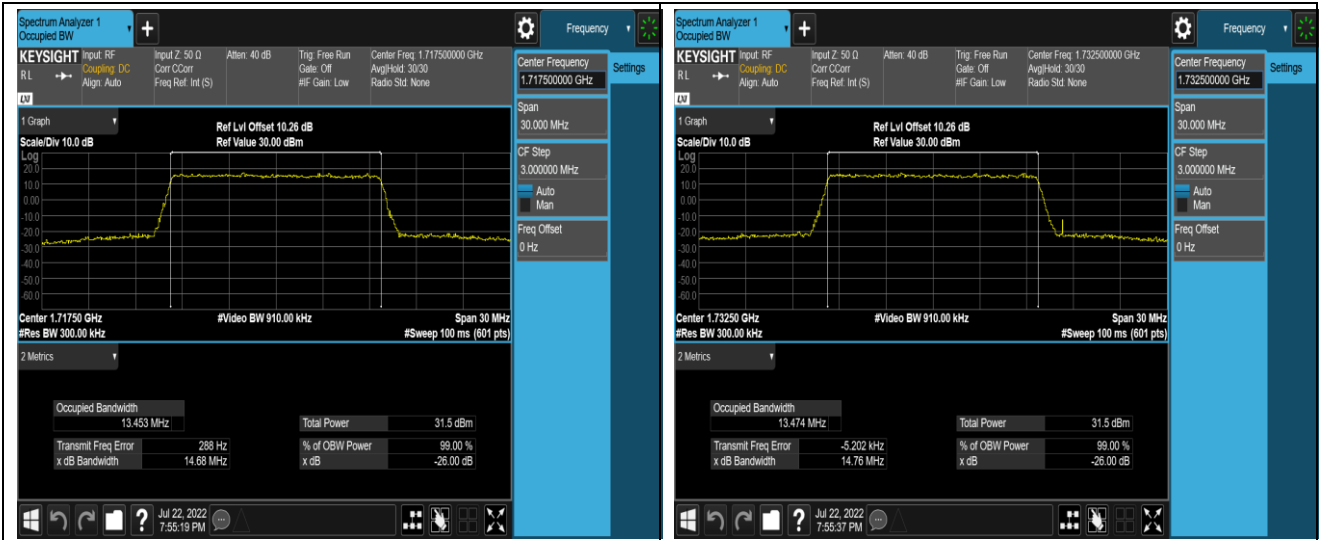 Spectrum Analyzer 1
Occupied BW
+
Frequency
KEYSIGHT
Input: RF
Coupling: DC
Align: Auto
Input Z: 50 Ω
Corr CCorr
Freq Ref: Int (S)
Atten: 40 dB
Trig: Free Run
Gate: Off
#IF Gain: Low
Center Freq: 1.717500000 GHz
Avg|Hold: 30/30
Radio Std: None
RL
LXI
Center Frequency
1.717500000 GHz
Settings
Span
30.000 MHz
CF Step
3.000000 MHz
Auto
Man
Freq Offset
0 Hz
1 Graph
Ref Lvl Offset 10.26 dB
Scale/Div 10.0 dB
Ref Value 30.00 dBm
Log
20.0
10.0
0.00
-10.0
-20.0
-30.0
-40.0
-50.0
-60.0
Center 1.71750 GHz
#Video BW 910.00 kHz
Span 30 MHz
#Res BW 300.00 kHz
#Sweep 100 ms (601 pts)
2 Metrics
Occupied Bandwidth
13.453 MHz
Total Power
31.5 dBm
Transmit Freq Error
288 Hz
% of OBW Power
99.00 %
x dB Bandwidth
14.68 MHz
x dB
-26.00 dB
?
Jul 22, 2022
7:55:19 PM
Spectrum Analyzer 1
Occupied BW
+
Frequency
KEYSIGHT
Input: RF
Coupling: DC
Align: Auto
Input Z: 50 Ω
Corr CCorr
Freq Ref: Int (S)
Atten: 40 dB
Trig: Free Run
Gate: Off
#IF Gain: Low
Center Freq: 1.732500000 GHz
Avg|Hold: 30/30
Radio Std: None
RL
LXI
Center Frequency
1.732500000 GHz
Settings
Span
30.000 MHz
CF Step
3.000000 MHz
Auto
Man
Freq Offset
0 Hz
1 Graph
Ref Lvl Offset 10.26 dB
Scale/Div 10.0 dB
Ref Value 30.00 dBm
Log
20.0
10.0
0.00
-10.0
-20.0
-30.0
-40.0
-50.0
-60.0
Center 1.73250 GHz
#Video BW 910.00 kHz
Span 30 MHz
#Res BW 300.00 kHz
#Sweep 100 ms (601 pts)
2 Metrics
Occupied Bandwidth
13.474 MHz
Total Power
31.5 dBm
Transmit Freq Error
-5.202 kHz
% of OBW Power
99.00 %
x dB Bandwidth
14.76 MHz
x dB
-26.00 dB
?
Jul 22, 2022
7:55:37 PM